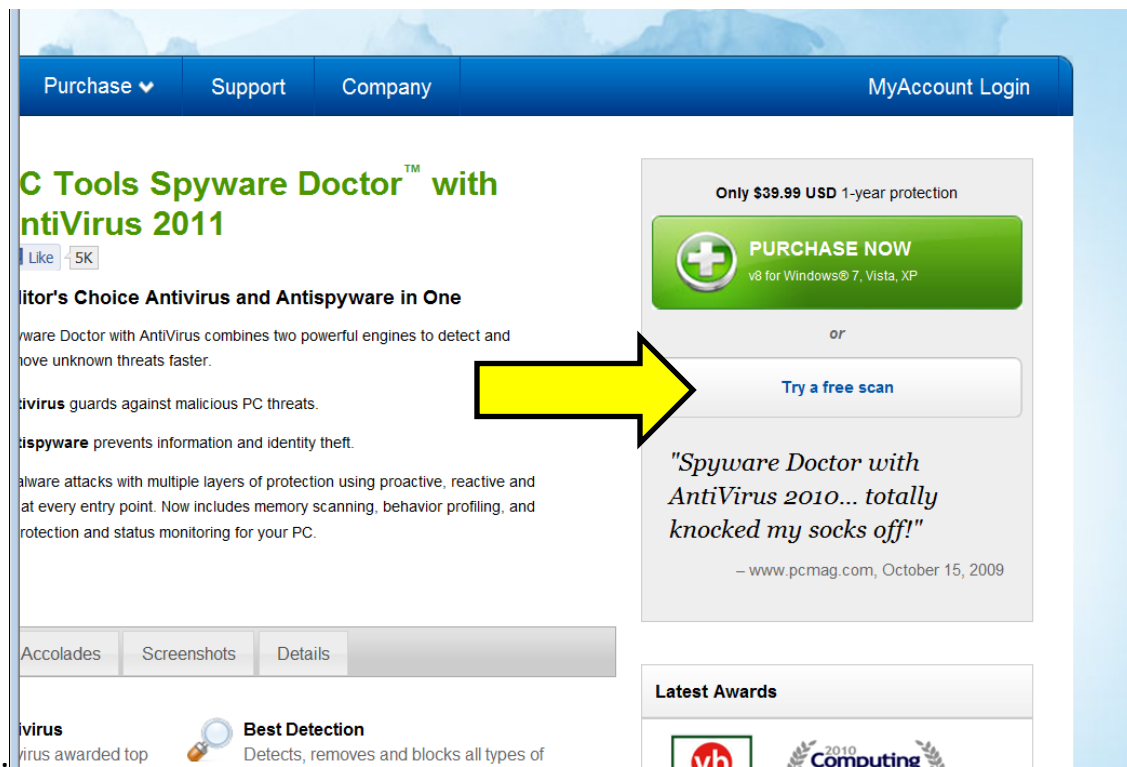 Purchase Support Company MyAccount Login
C Tools Spyware Doctor™ with
ntiVirus 2011
Like 5K
litor's Choice Antivirus and Antispyware in One
yware Doctor with AntiVirus combines two powerful engines to detect and
nove unknown threats faster.
tivirus guards against malicious PC threats.
tispyware prevents information and identity theft.
alware attacks with multiple layers of protection using proactive, reactive and
at every entry point. Now includes memory scanning, behavior profiling, and
rotection and status monitoring for your PC.
Only $39.99 USD 1-year protection
PURCHASE NOW
v8 for Windows® 7, Vista, XP
or
Try a free scan
"Spyware Doctor with
AntiVirus 2010... totally
knocked my socks off!"
– www.pcmag.com, October 15, 2009
Accolades Screenshots Details
ivirus
virus awarded top
Best Detection
Detects, removes and blocks all types of
Latest Awards
vb
2010
Computing